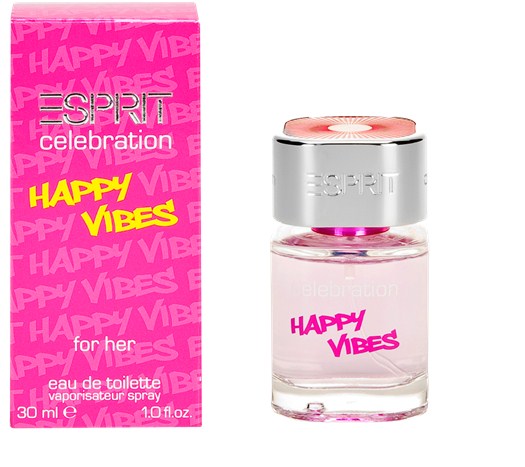 ESPRIT
celebration
HAPPY
VIBES
for her
eau de toilette
vaporisateur spray
30 ml e 1.0 fl.oz.
ESPRIT
celebration
HAPPY
VIBES